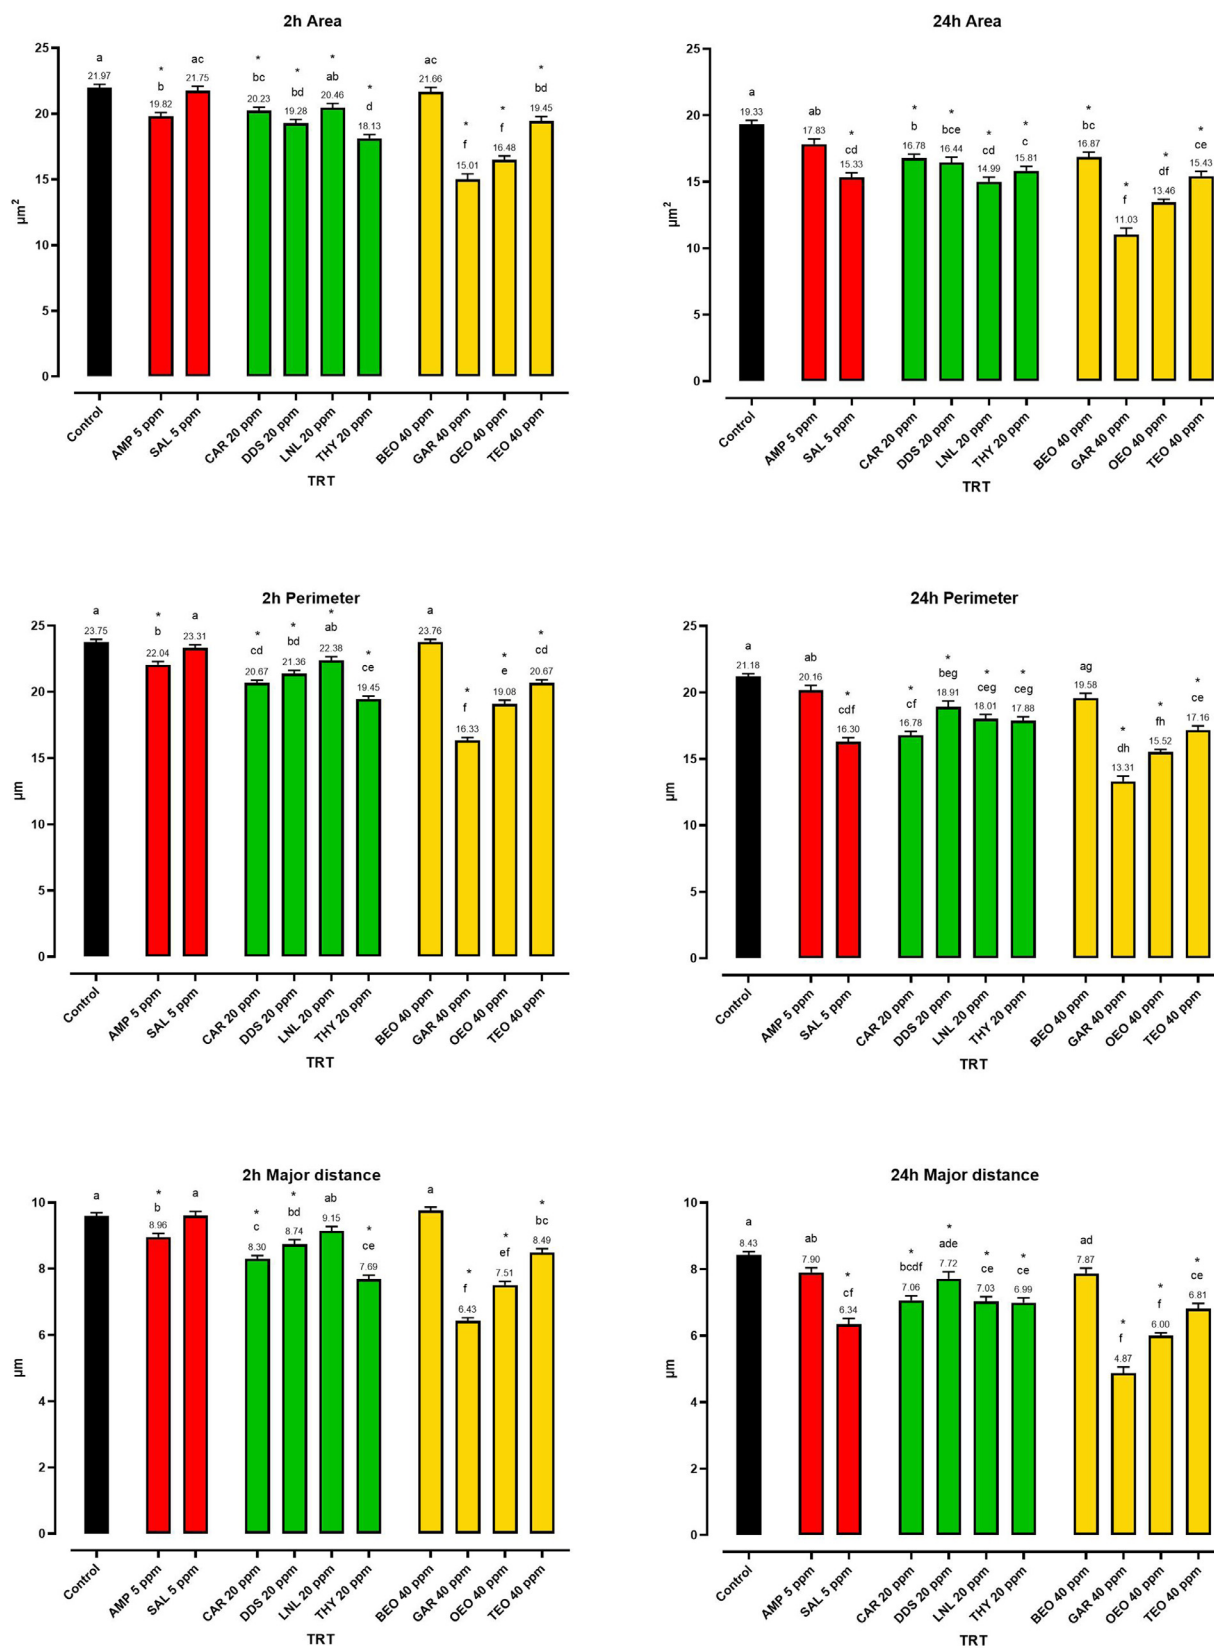 2h Area
25
20
15
10
5
0
µm²
a
21.97
*
b
19.82
ac
21.75
*
bc
20.23
*
bd
19.28
*
ab
20.46
*
d
18.13
ac
21.66
*
f
15.01
*
f
16.48
*
bd
19.45
Control
AMP 5 ppm
SAL 5 ppm
CAR 20 ppm
DDS 20 ppm
LNL 20 ppm
THY 20 ppm
BEO 40 ppm
GAR 40 ppm
OEO 40 ppm
TEO 40 ppm
TRT
24h Area
25
20
15
10
5
0
µm²
a
19.33
ab
17.83
*
cd
15.33
*
b
16.78
*
bce
16.44
*
cd
14.99
*
c
15.81
*
bc
16.87
*
f
11.03
*
df
13.46
*
ce
15.43
Control
AMP 5 ppm
SAL 5 ppm
CAR 20 ppm
DDS 20 ppm
LNL 20 ppm
THY 20 ppm
BEO 40 ppm
GAR 40 ppm
OEO 40 ppm
TEO 40 ppm
TRT
2h Perimeter
25
20
15
10
5
0
µm
a
23.75
*
b
22.04
a
23.31
*
cd
20.67
*
bd
21.36
*
ab
22.38
*
ce
19.45
a
23.76
*
f
16.33
*
e
19.08
*
cd
20.67
Control
AMP 5 ppm
SAL 5 ppm
CAR 20 ppm
DDS 20 ppm
LNL 20 ppm
THY 20 ppm
BEO 40 ppm
GAR 40 ppm
OEO 40 ppm
TEO 40 ppm
TRT
24h Perimeter
25
20
15
10
5
0
µm
a
21.18
ab
20.16
*
cdf
16.30
*
cf
16.78
*
beg
18.91
*
ceg
18.01
*
ceg
17.88
ag
19.58
*
dh
13.31
*
fh
15.52
*
ce
17.16
Control
AMP 5 ppm
SAL 5 ppm
CAR 20 ppm
DDS 20 ppm
LNL 20 ppm
THY 20 ppm
BEO 40 ppm
GAR 40 ppm
OEO 40 ppm
TEO 40 ppm
TRT
2h Major distance
10
8
6
4
2
0
µm
a
*
b
8.96
a
*
c
8.30
*
bd
8.74
ab
9.15
*
ce
7.69
a
*
f
6.43
*
ef
7.51
*
bc
8.49
Control
AMP 5 ppm
SAL 5 ppm
CAR 20 ppm
DDS 20 ppm
LNL 20 ppm
THY 20 ppm
BEO 40 ppm
GAR 40 ppm
OEO 40 ppm
TEO 40 ppm
TRT
24h Major distance
10
8
6
4
2
0
µm
a
8.43
ab
7.90
*
cf
6.34
*
bcdf
7.06
*
ade
7.72
*
ce
7.03
*
ce
6.99
ad
7.87
*
f
4.87
*
f
6.00
*
ce
6.81
Control
AMP 5 ppm
SAL 5 ppm
CAR 20 ppm
DDS 20 ppm
LNL 20 ppm
THY 20 ppm
BEO 40 ppm
GAR 40 ppm
OEO 40 ppm
TEO 40 ppm
TRT